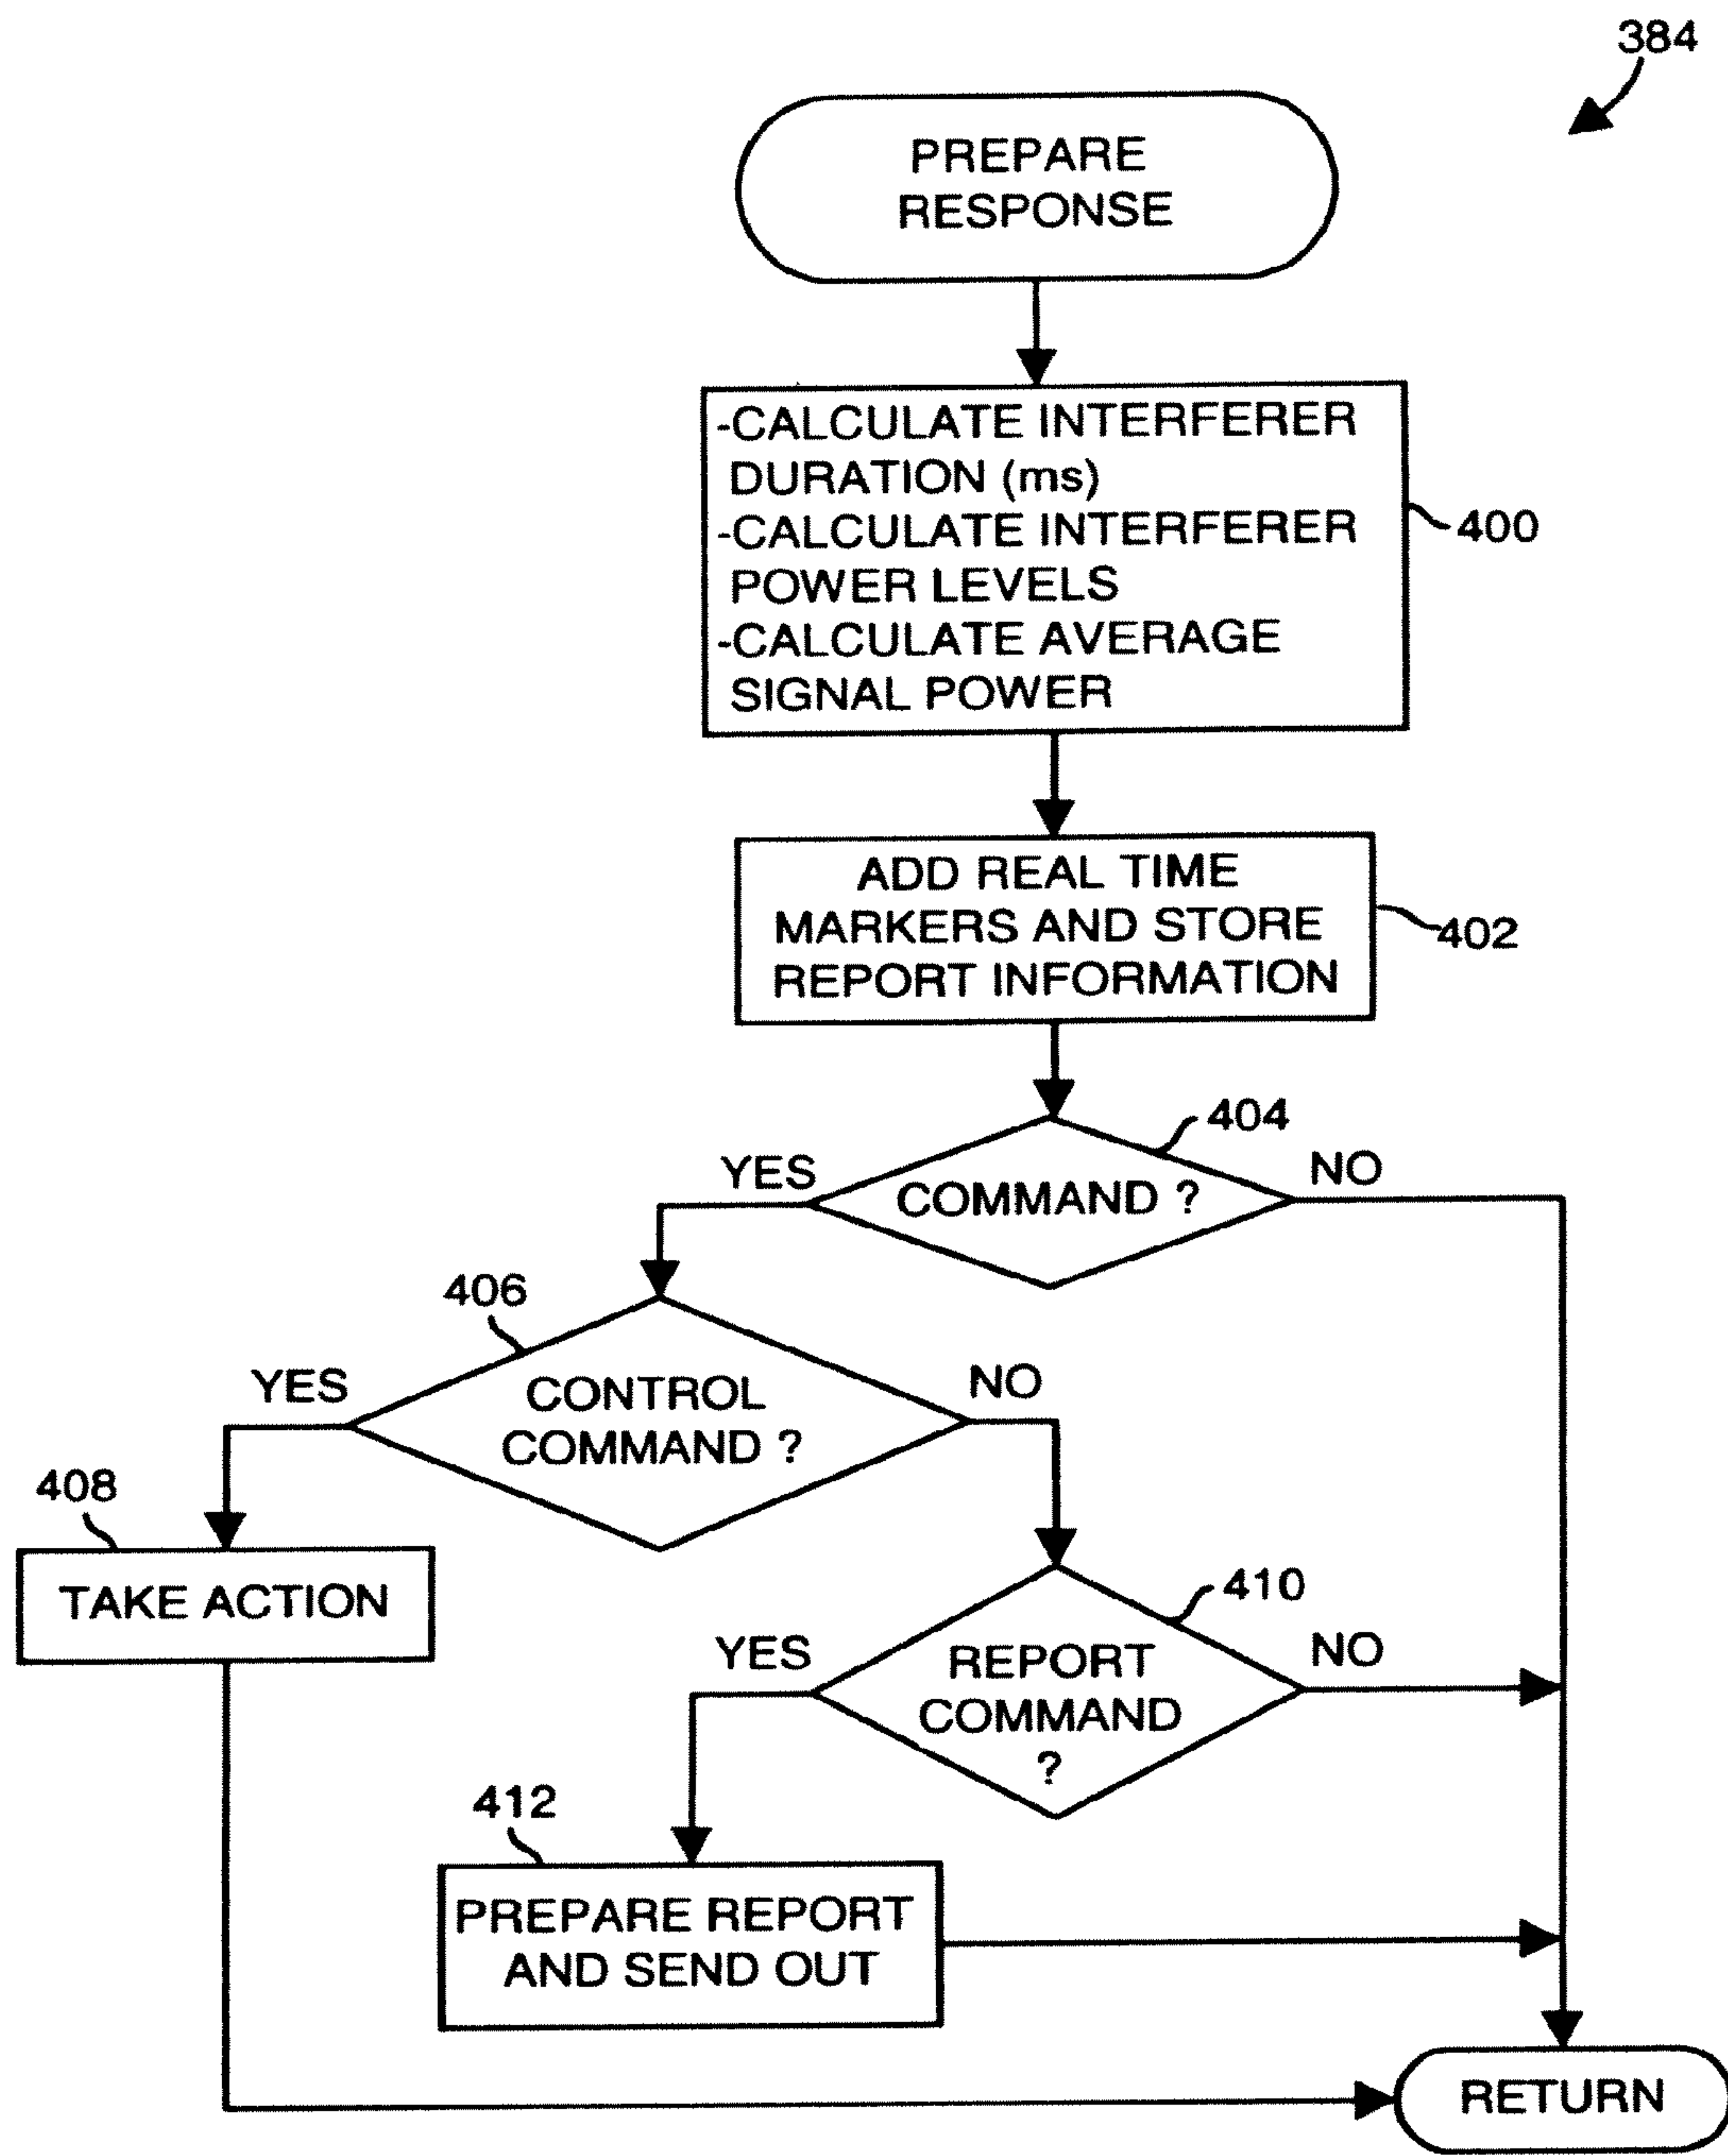 384
PREPARE
RESPONSE
-CALCULATE INTERFERER
DURATION (ms)
-CALCULATE INTERFERER
POWER LEVELS
-CALCULATE AVERAGE
SIGNAL POWER
400
ADD REAL TIME
MARKERS AND STORE
REPORT INFORMATION
402
404
YES
COMMAND ?
NO
406
YES
CONTROL
COMMAND ?
NO
408
TAKE ACTION
410
YES
REPORT
COMMAND
?
NO
412
PREPARE REPORT
AND SEND OUT
RETURN